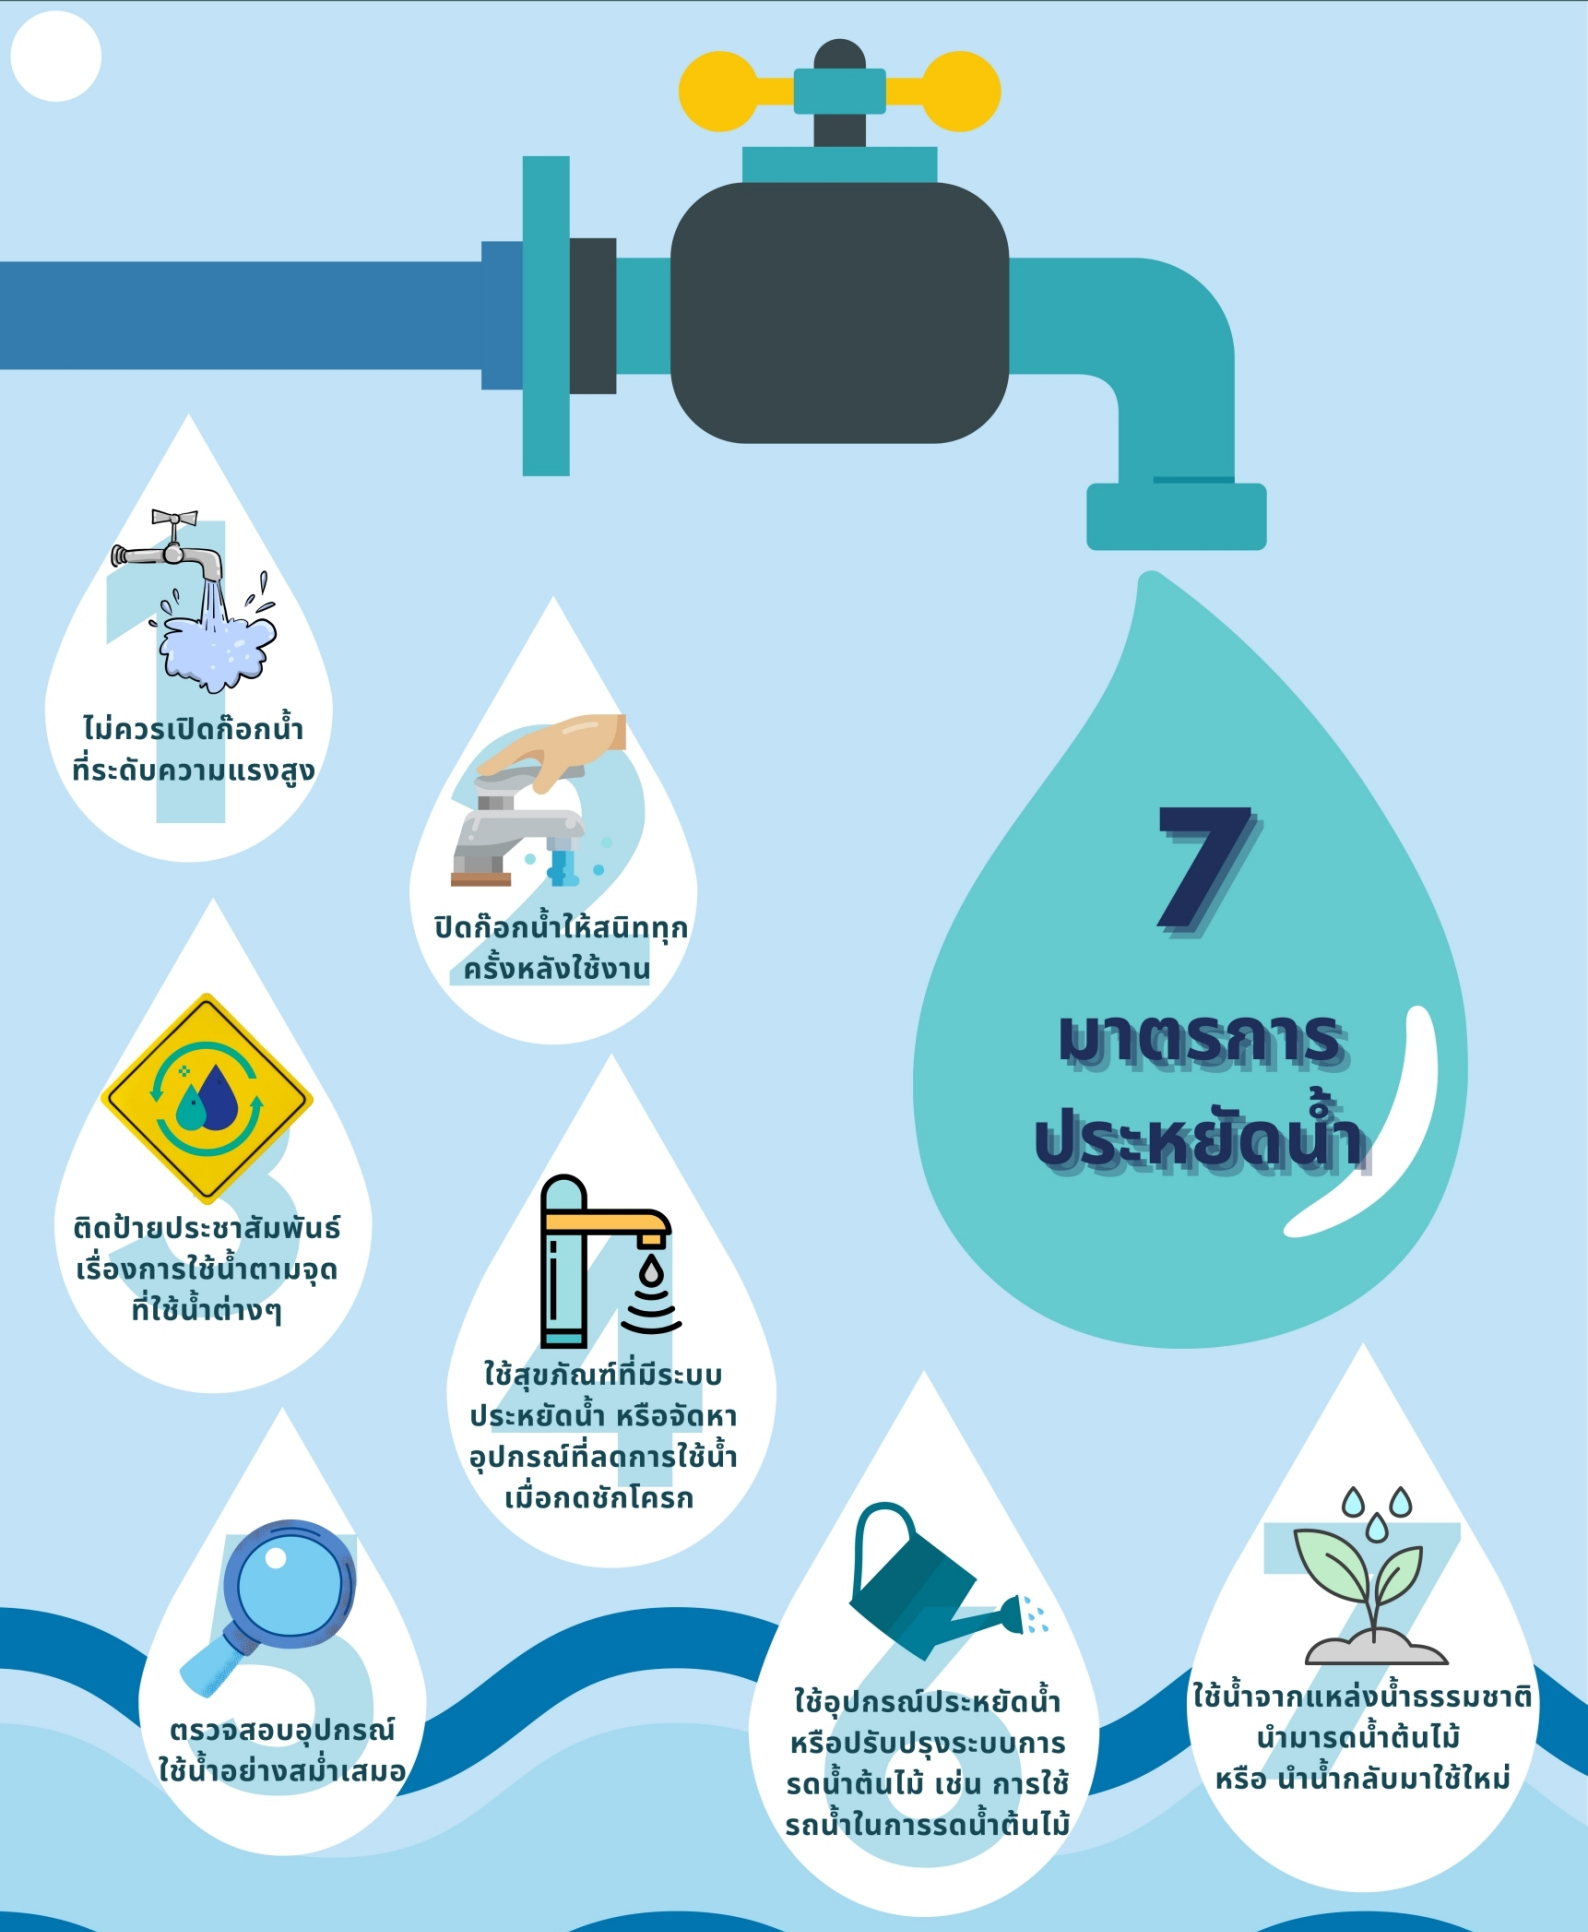 7
มาตรการ
ประหยัดน้ำ
1
ไม่ควรเปิดก๊อกน้ำ
ที่ระดับความแรงสูง
2
ปิดก๊อกน้ำให้สนิททุก
ครั้งหลังใช้งาน
3
ติดป้ายประชาสัมพันธ์
เรื่องการใช้น้ำตามจุด
ที่ใช้น้ำต่างๆ
4
ใช้สุขภัณฑ์ที่มีระบบ
ประหยัดน้ำ หรือจัดหา
อุปกรณ์ที่ลดการใช้น้ำ
เมื่อกดชักโครก
5
ตรวจสอบอุปกรณ์
ใช้น้ำอย่างสม่ำเสมอ
6
ใช้อุปกรณ์ประหยัดน้ำ
หรือปรับปรุงระบบการ
รดน้ำต้นไม้ เช่น การใช้
รถน้ำในการรดน้ำต้นไม้
7
ใช้น้ำจากแหล่งน้ำธรรมชาติ
นำมารดน้ำต้นไม้
หรือ นำน้ำกลับมาใช้ใหม่